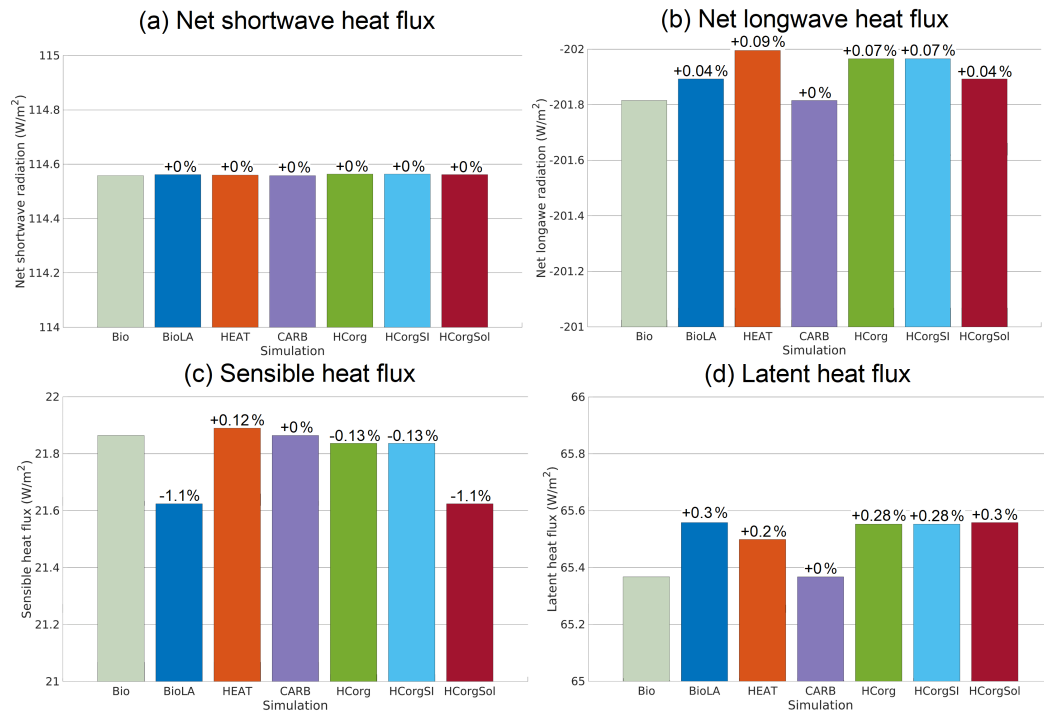 (a) Net shortwave heat flux
115
114.8
114.6
114.4
114.2
114
Net shortwave radiation (W/m²)
+0% +0% +0% +0% +0% +0%
Bio BioLA HEAT CARB HCorg HCorgSI HCorgSol
Simulation
(b) Net longwave heat flux
-202
-201.8
-201.6
-201.4
-201.2
-201
Net longawe radiation (W/m²)
+0.04% +0.09% +0% +0.07% +0.07% +0.04%
Bio BioLA HEAT CARB HCorg HCorgSI HCorgSol
Simulation
(c) Sensible heat flux
22
21.8
21.6
21.4
21.2
21
Sensible heat flux (W/m²)
-1.1% +0.12% +0% -0.13% -0.13% -1.1%
Bio BioLA HEAT CARB HCorg HCorgSI HCorgSol
Simulation
(d) Latent heat flux
66
65.8
65.6
65.4
65.2
65
Latent heat flux (W/m²)
+0.3% +0.2% +0% +0.28% +0.28% +0.3%
Bio BioLA HEAT CARB HCorg HCorgSI HCorgSol
Simulation